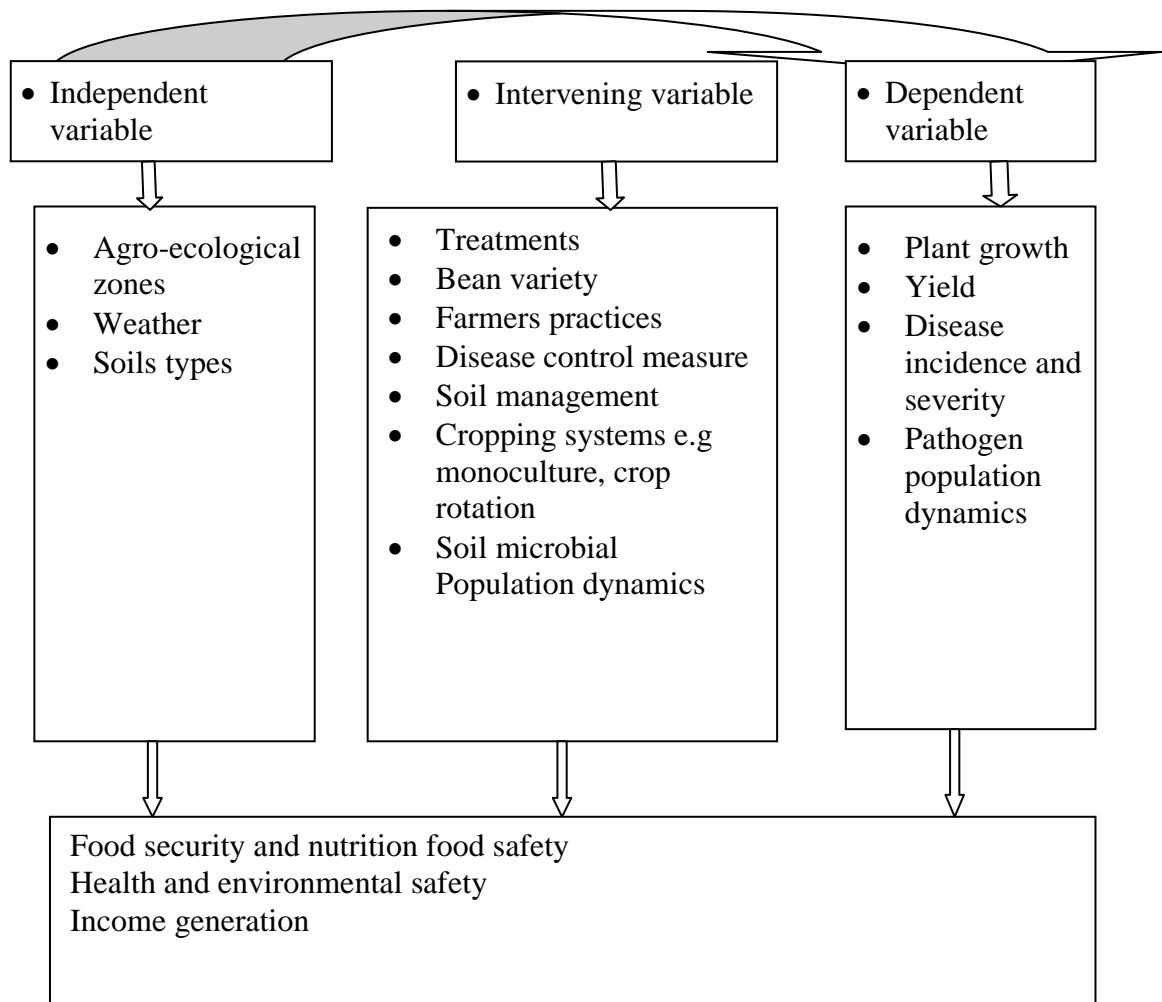 • Independent
variable
• Intervening variable
• Dependent
variable
• Agro-ecological
zones
• Weather
• Soils types
• Treatments
• Bean variety
• Farmers practices
• Disease control measure
• Soil management
• Cropping systems e.g
monoculture, crop
rotation
• Soil microbial
Population dynamics
• Plant growth
• Yield
• Disease
incidence and
severity
• Pathogen
population
dynamics
Food security and nutrition food safety
Health and environmental safety
Income generation